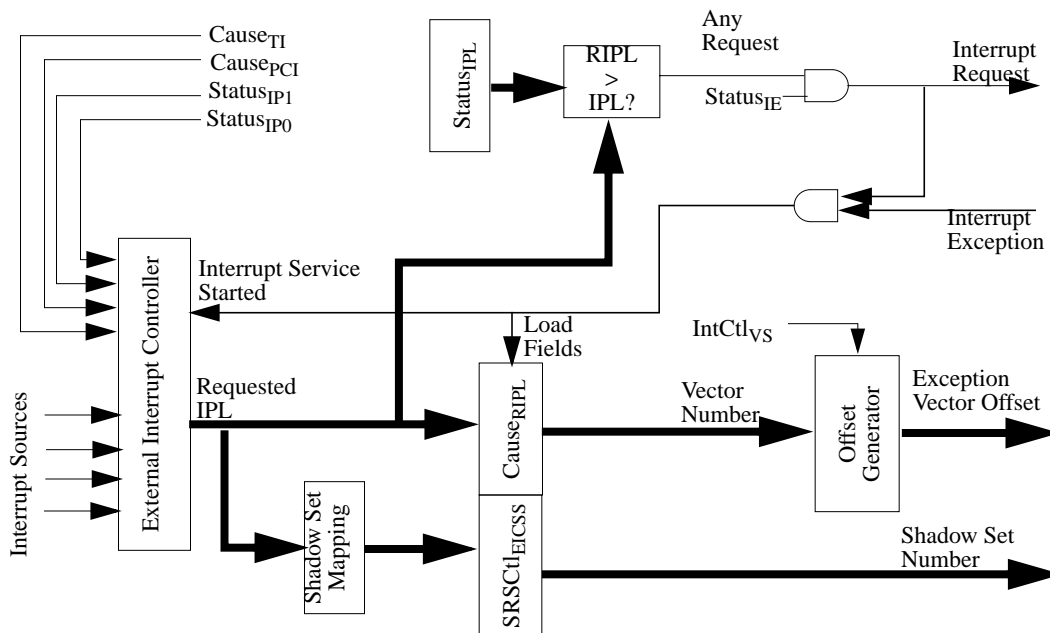 Cause_TI
Cause_PCI
Status_IP1
Status_IP0
Status_IPL
RIPL
>
IPL?
Any
Request
Status_IE
Interrupt
Request
Interrupt
Exception
External Interrupt Controller
Interrupt Service
Started
Load
Fields
IntCtl_VS
Requested
IPL
Cause_RIPL
Vector
Number
Offset
Generator
Exception
Vector Offset
Interrupt Sources
Shadow Set
Mapping
SRSCtl_EICSS
Shadow Set
Number